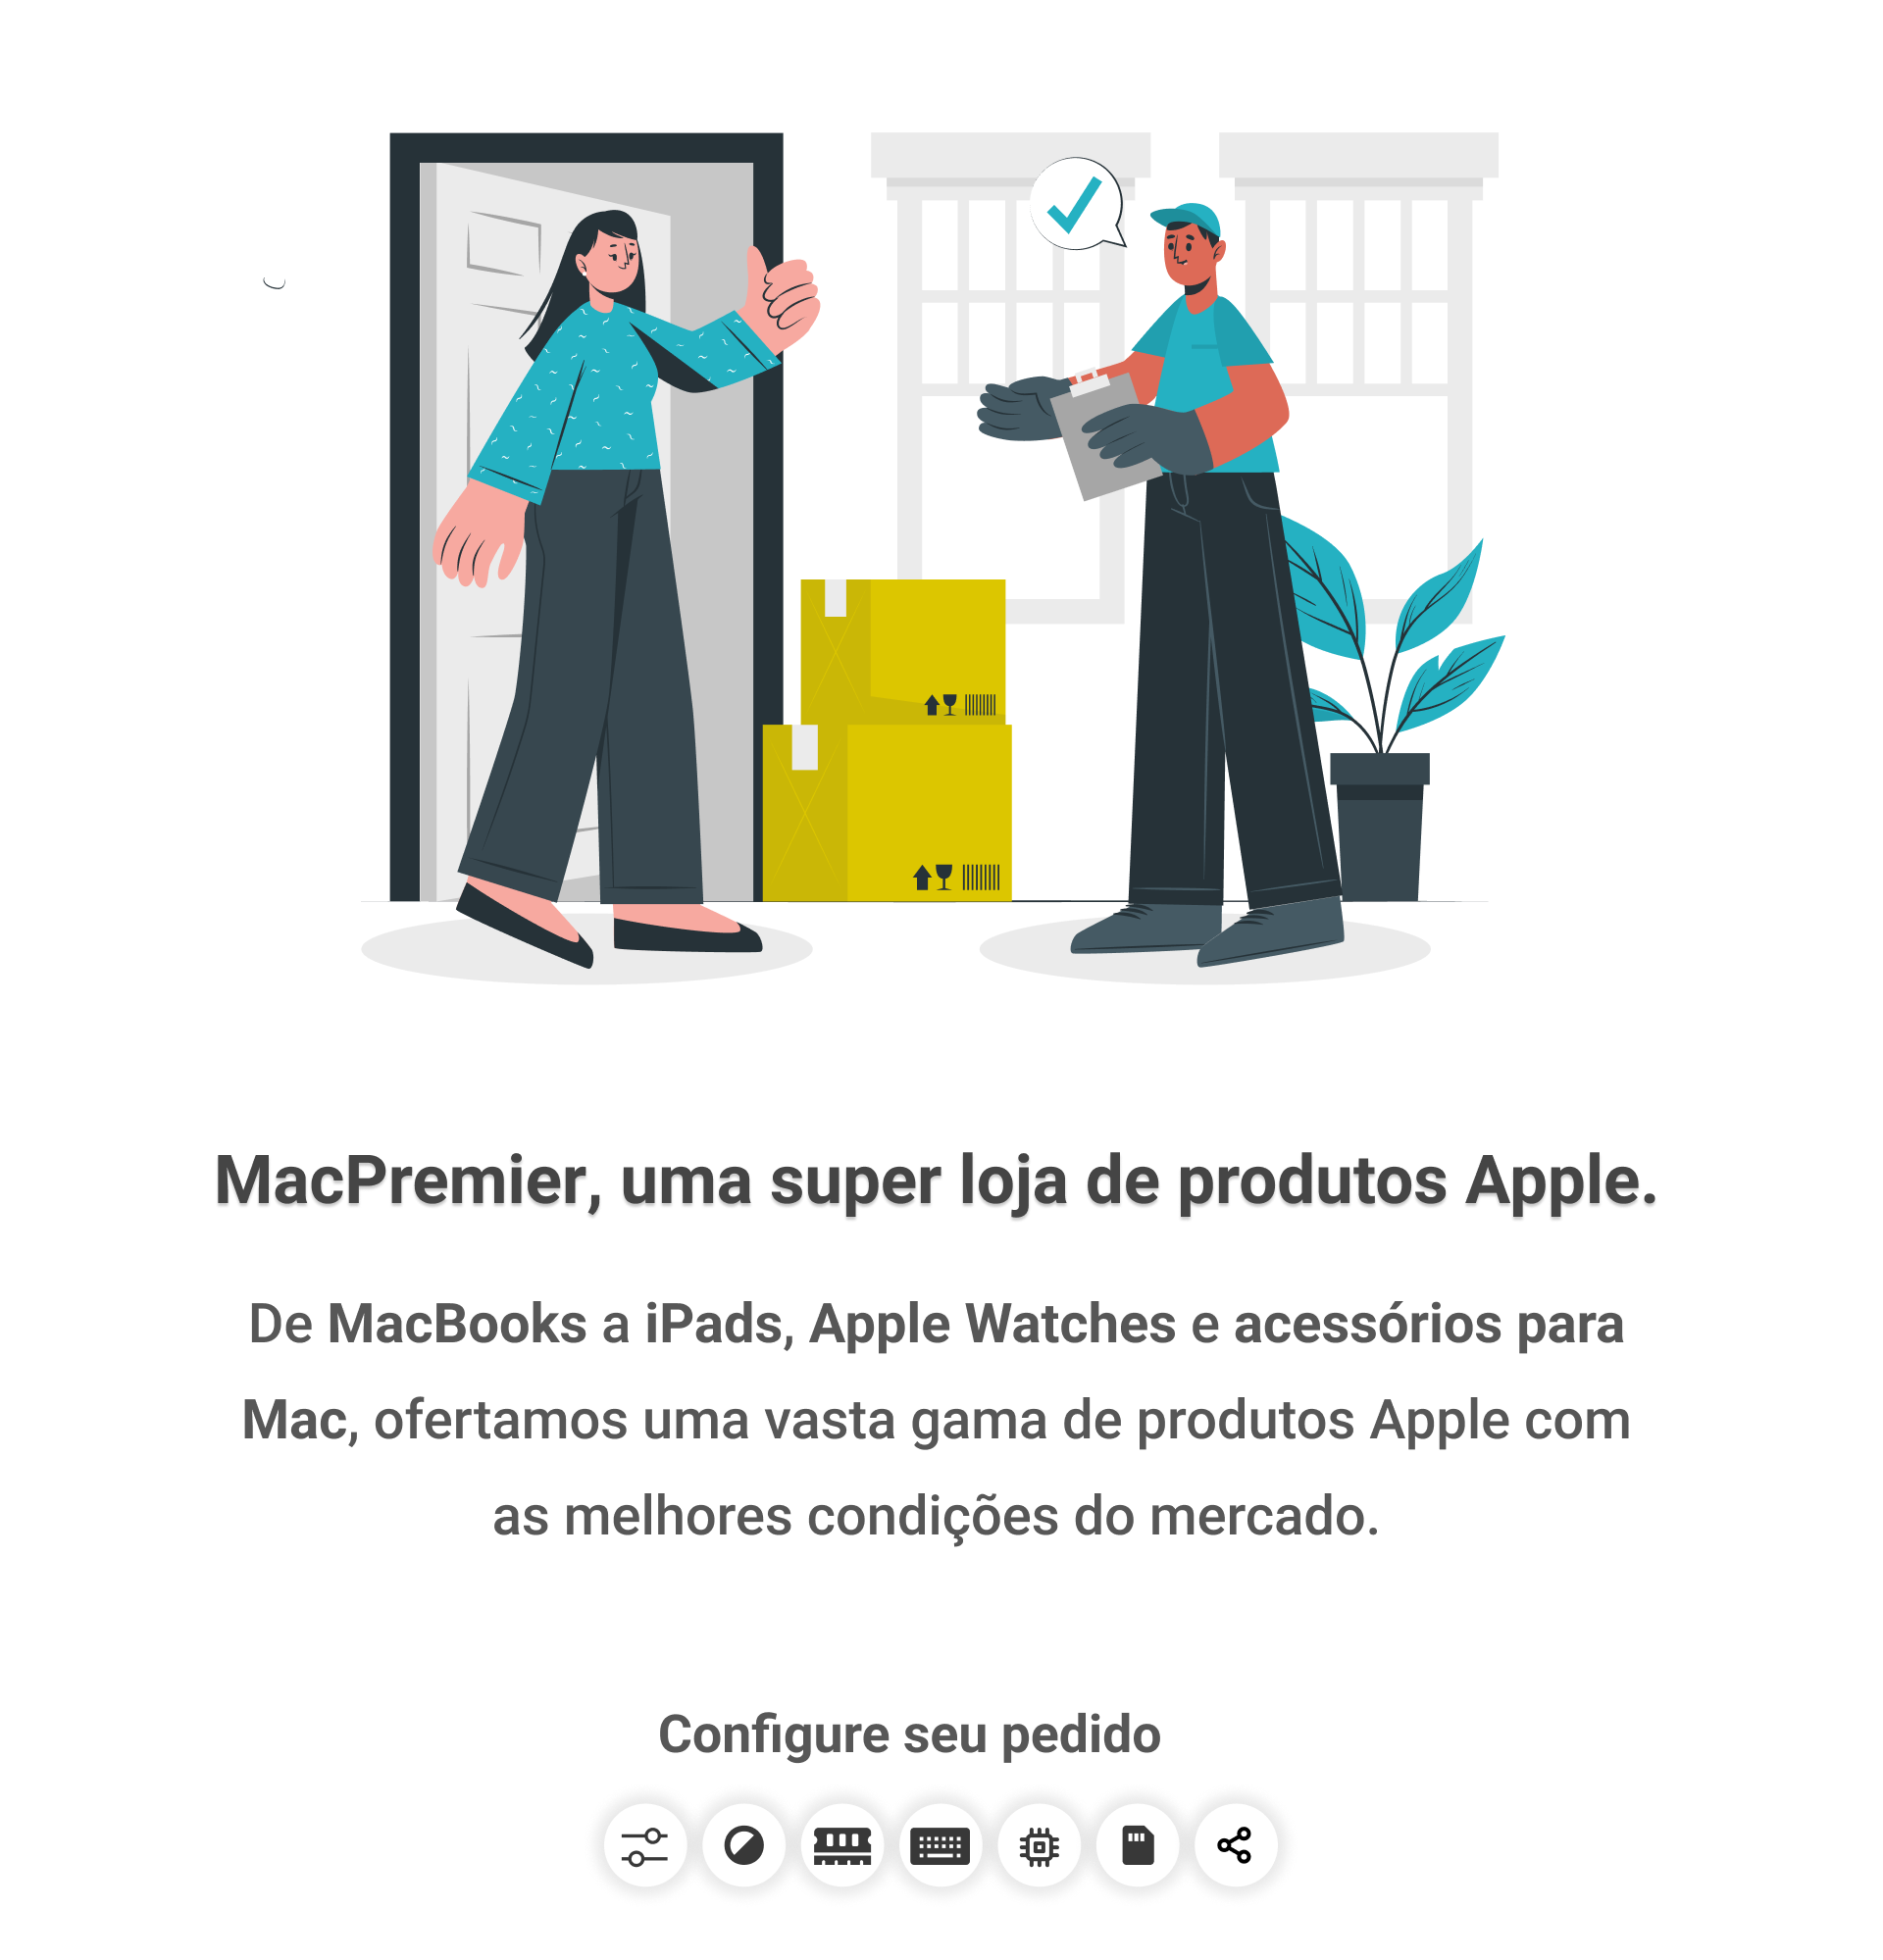 MacPremier, uma super loja de produtos Apple.
De MacBooks a iPads, Apple Watches e acessórios para
Mac, ofertamos uma vasta gama de produtos Apple com
as melhores condições do mercado.
Configure seu pedido